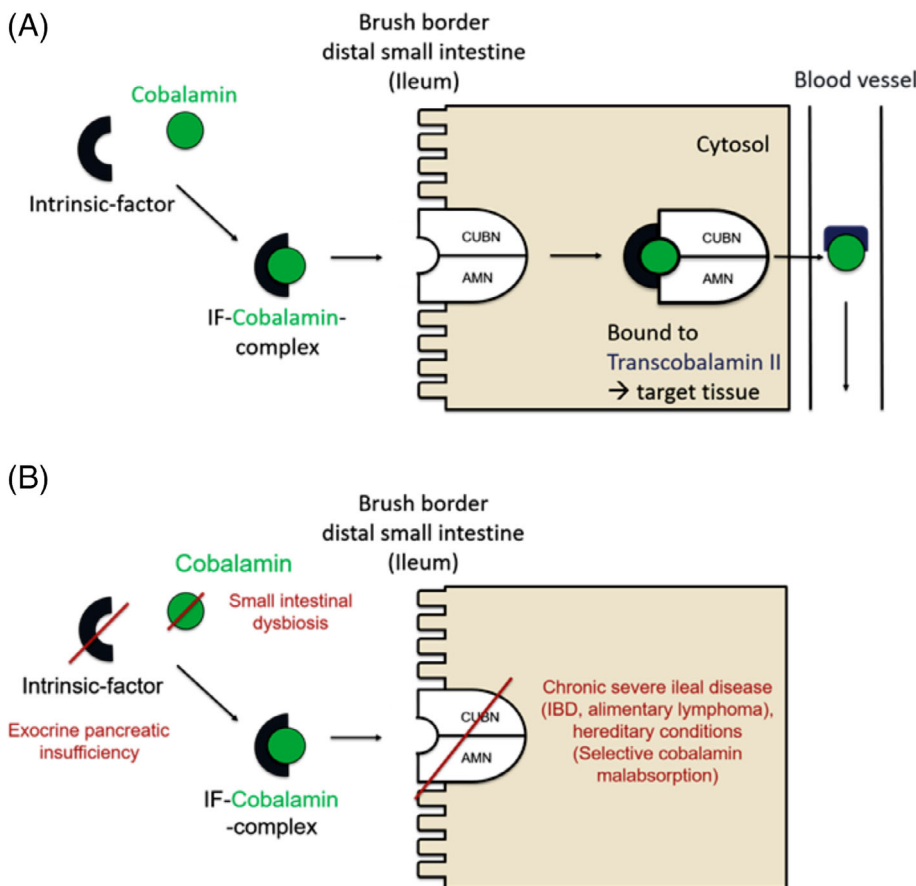 (A)
Brush border
distal small intestine
(Ileum)
Blood vessel
Cobalamin
Cytosol
Intrinsic-factor
CUBN
AMN
CUBN
AMN
IF-Cobalamin-
complex
Bound to
Transcobalamin II
→ target tissue
(B)
Brush border
distal small intestine
(Ileum)
Cobalamin
Small intestinal
dysbiosis
Intrinsic-factor
Exocrine pancreatic
insufficiency
CUBN
AMN
Chronic severe ileal disease
(IBD, alimentary lymphoma),
hereditary conditions
(Selective cobalamin
malabsorption)
IF-Cobalamin
-complex